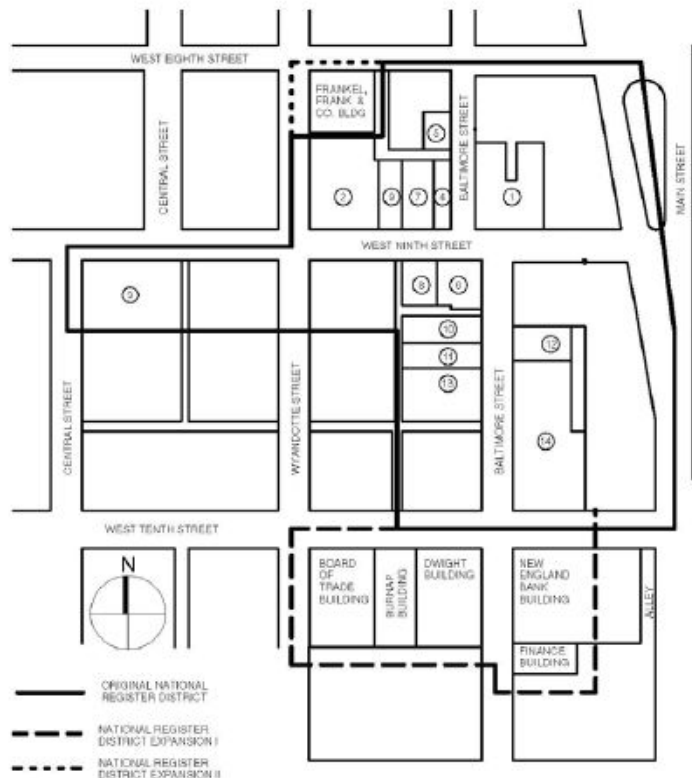 WEST EIGHTH STREET
FRANKEL,
FRANK &
CO. BLDG
CENTRAL STREET
BALTIMORE STREET
MAIN STREET
5
2
9
7
4
1
WEST NINTH STREET
3
8
6
10
11
12
13
14
CENTRAL STREET
WYANDOTTE STREET
BALTIMORE STREET
WEST TENTH STREET
N
BOARD
OF
TRADE
BUILDING
BURNAP
BUILDING
DWIGHT
BUILDING
NEW
ENGLAND
BANK
BUILDING
ALLEY
FINANCE
BUILDING
ORIGINAL NATIONAL
REGISTER DISTRICT
NATIONAL REGISTER
DISTRICT EXPANSION I
NATIONAL REGISTER
DISTRICT EXPANSION II